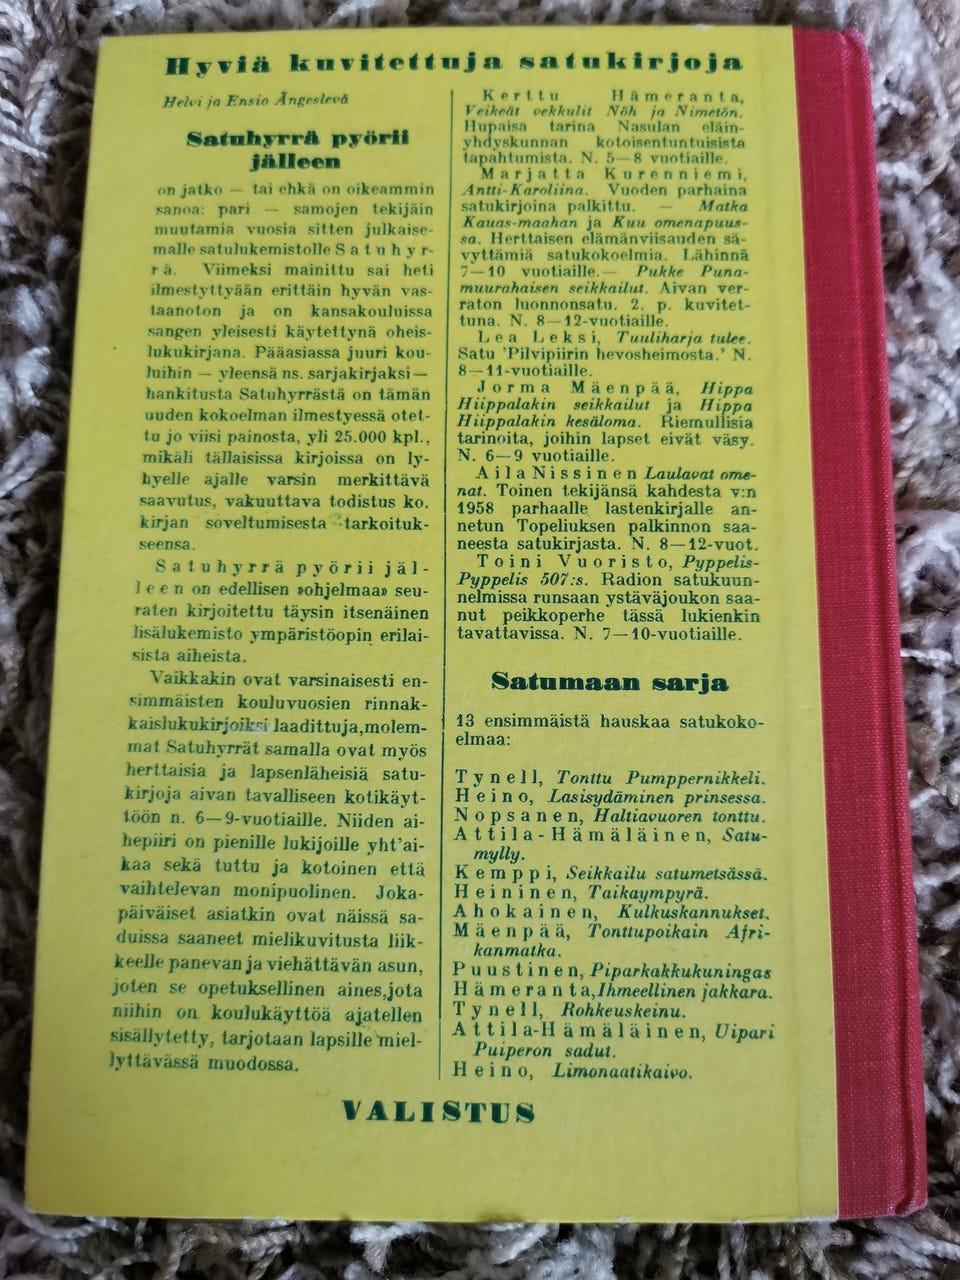 Hyviä kuvitettuja satukirjoja
Helvi ja Ensio Ängeslevä
Satuhyrrä pyörii
jälleen
on jatko — tai ehkä on oikeammin
sanoa: pari — samojen tekijäin
muutamia vuosia sitten julkaise-
malle satulukemistolle S a t u h y r-
r ä. Viimeksi mainittu sai heti
ilmestyttyään erittäin hyvän vas-
taanoton ja on kansakouluissa
sangen yleisesti käytettynä oheis-
lukukirjana. Pääasiassa juuri kou-
luihin — yleensä ns. sarjakirjaksi —
hankitusta Satuhyrrästä on tämän
uuden kokoelman ilmestyessä otet-
tu jo viisi painosta, yli 25.000 kpl.,
mikäli tällaisissa kirjoissa on ly-
hyelle ajalle varsin merkittävä
saavutus, vakuuttava todistus ko.
kirjan soveltumisesta tarkoituk-
seensa.
S a t u h y r r ä p y ö r i i j ä l -
l e e n on edellisen »ohjelmaa» seu-
raten kirjoitettu täysin itsenäinen
lisälukemisto ympäristöopin erilai-
sista aiheista.
Vaikkakin ovat varsinaisesti en-
simmäisten kouluvuosien rinnak-
kaislukukirjoiksi laadittuja,molem-
mat Satuhyrrät samalla ovat myös
herttaisia ja lapsenläheisiä satu-
kirjoja aivan tavalliseen kotikäyt-
töön n. 6—9-vuotiaille. Niiden ai-
hepiiri on pienille lukijoille yht'ai-
kaa sekä tuttu ja kotoinen että
vaihtelevan monipuolinen. Joka-
päiväiset asiatkin ovat näissä sa-
duissa saaneet mielikuvitusta liik-
keelle panevan ja viehättävän asun,
joten se opetuksellinen aines,jota
niihin on koulukäyttöä ajatellen
sisällytetty, tarjotaan lapsille miel-
lyttävässä muodossa.
K e r t t u H ä m e r a n t a,
Veikeät vekkulit Nöh ja Nimetön.
Hupaisa tarina Nasulan eläin-
yhdyskunnan kotoisentuntuisista
tapahtumista. N. 5—8 vuotiaille.
M a r j a t t a K u r e n n i e m i,
Antti-Karoliina. Vuoden parhaina
satukirjoina palkittu. — Matka
Kauas-maahan ja Kuu omenapuus-
sa. Herttaisen elämänviisauden sä-
vyttämiä satukokoelmia. Lähinnä
7—10 vuotiaille. — Pukke Puna-
muurahaisen seikkailut. Aivan ver-
raton luonnonsatu. 2. p. kuvitet-
tuna. N. 8—12-vuotiaille.
L e a L e k s i, Tuuliharja tulee.
Satu 'Pilvipiirin hevosheimosta.' N.
8—11-vuotiaille.
J o r m a M ä e n p ä ä, Hippa
Hiippalakin seikkailut ja Hippa
Hiippalakin kesäloma. Riemullisia
tarinoita, joihin lapset eivät väsy.
N. 6—9 vuotiaille.
A i l a N i s s i n e n Laulavat ome-
nat. Toinen tekijänsä kahdesta v:n
1958 parhaalle lastenkirjalle an-
netun Topeliuksen palkinnon saa-
neesta satukirjasta. N. 8—12-vuot.
T o i n i V u o r i s t o, Pyppelis-
Pyppelis 507:s. Radion satukuun-
nelmissa runsaan ystäväjoukon saa-
nut peikkoperhe tässä lukienkin
tavattavissa. N. 7—10-vuotiaille.
Satumaan sarja
13 ensimmäistä hauskaa satukoko-
elmaa:
T y n e l l, Tonttu Pumppernikkeli.
H e i n o, Lasisydäminen prinsessa.
N o p s a n e n, Haltiavuoren tonttu.
A t t i l a - H ä m ä l ä i n e n, Satu-
mylly.
K e m p p i, Seikkailu satumetsässä.
H e i n i n e n, Taikaympyrä.
A h o k a i n e n, Kulkuskannukset.
M ä e n p ä ä, Tonttupoikain Afri-
kanmatka.
P u u s t i n e n, Piparkakkukuningas
H ä m e r a n t a,Ihmeellinen jakkara.
T y n e l l, Rohkeuskeinu.
A t t i l a-H ä m ä l ä i n e n, Uipari
Puiperon sadut.
H e i n o, Limonaatikaivo.
VALISTUS